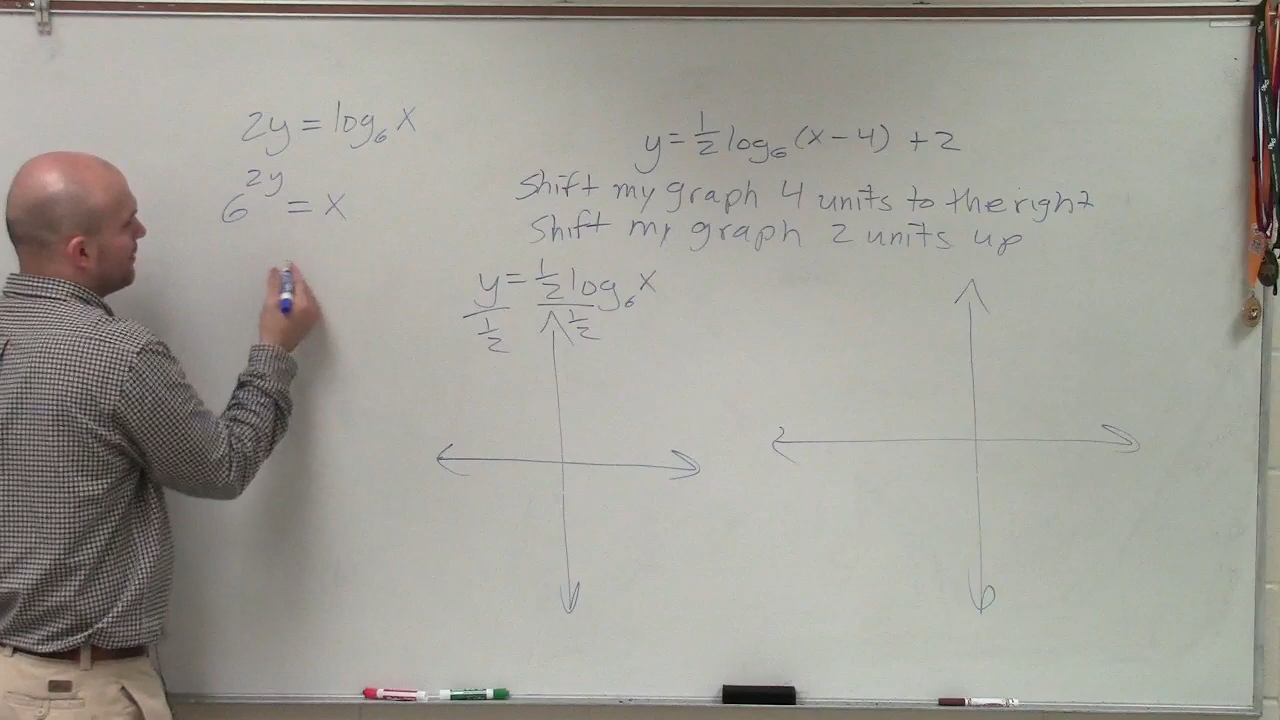 2y = log₆ x
6^{2y} = x
y = 1/2 log₆ (x - 4) + 2
shift my graph 4 units to the right
shift my graph 2 units up
y = 1/2 log₆ x
1/2 1/2